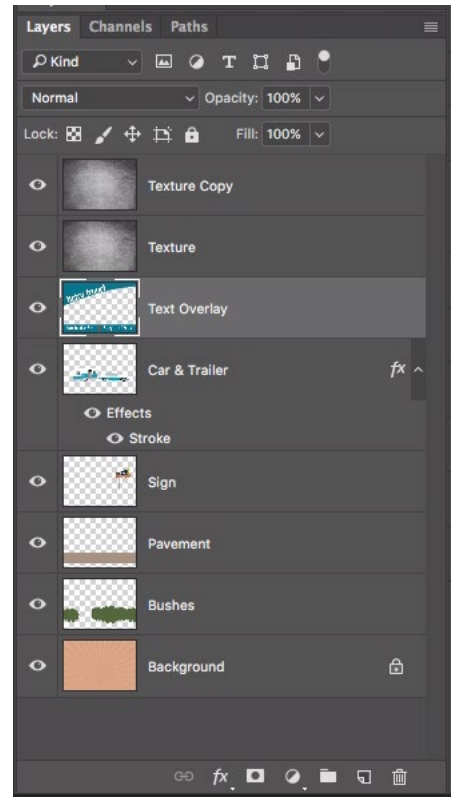 Layers Channels Paths
Kind T
Normal Opacity: 100%
Lock: Fill: 100%
Texture Copy
Texture
Text Overlay
Car & Trailer fx
Effects
Stroke
Sign
Pavement
Bushes
Background
fx